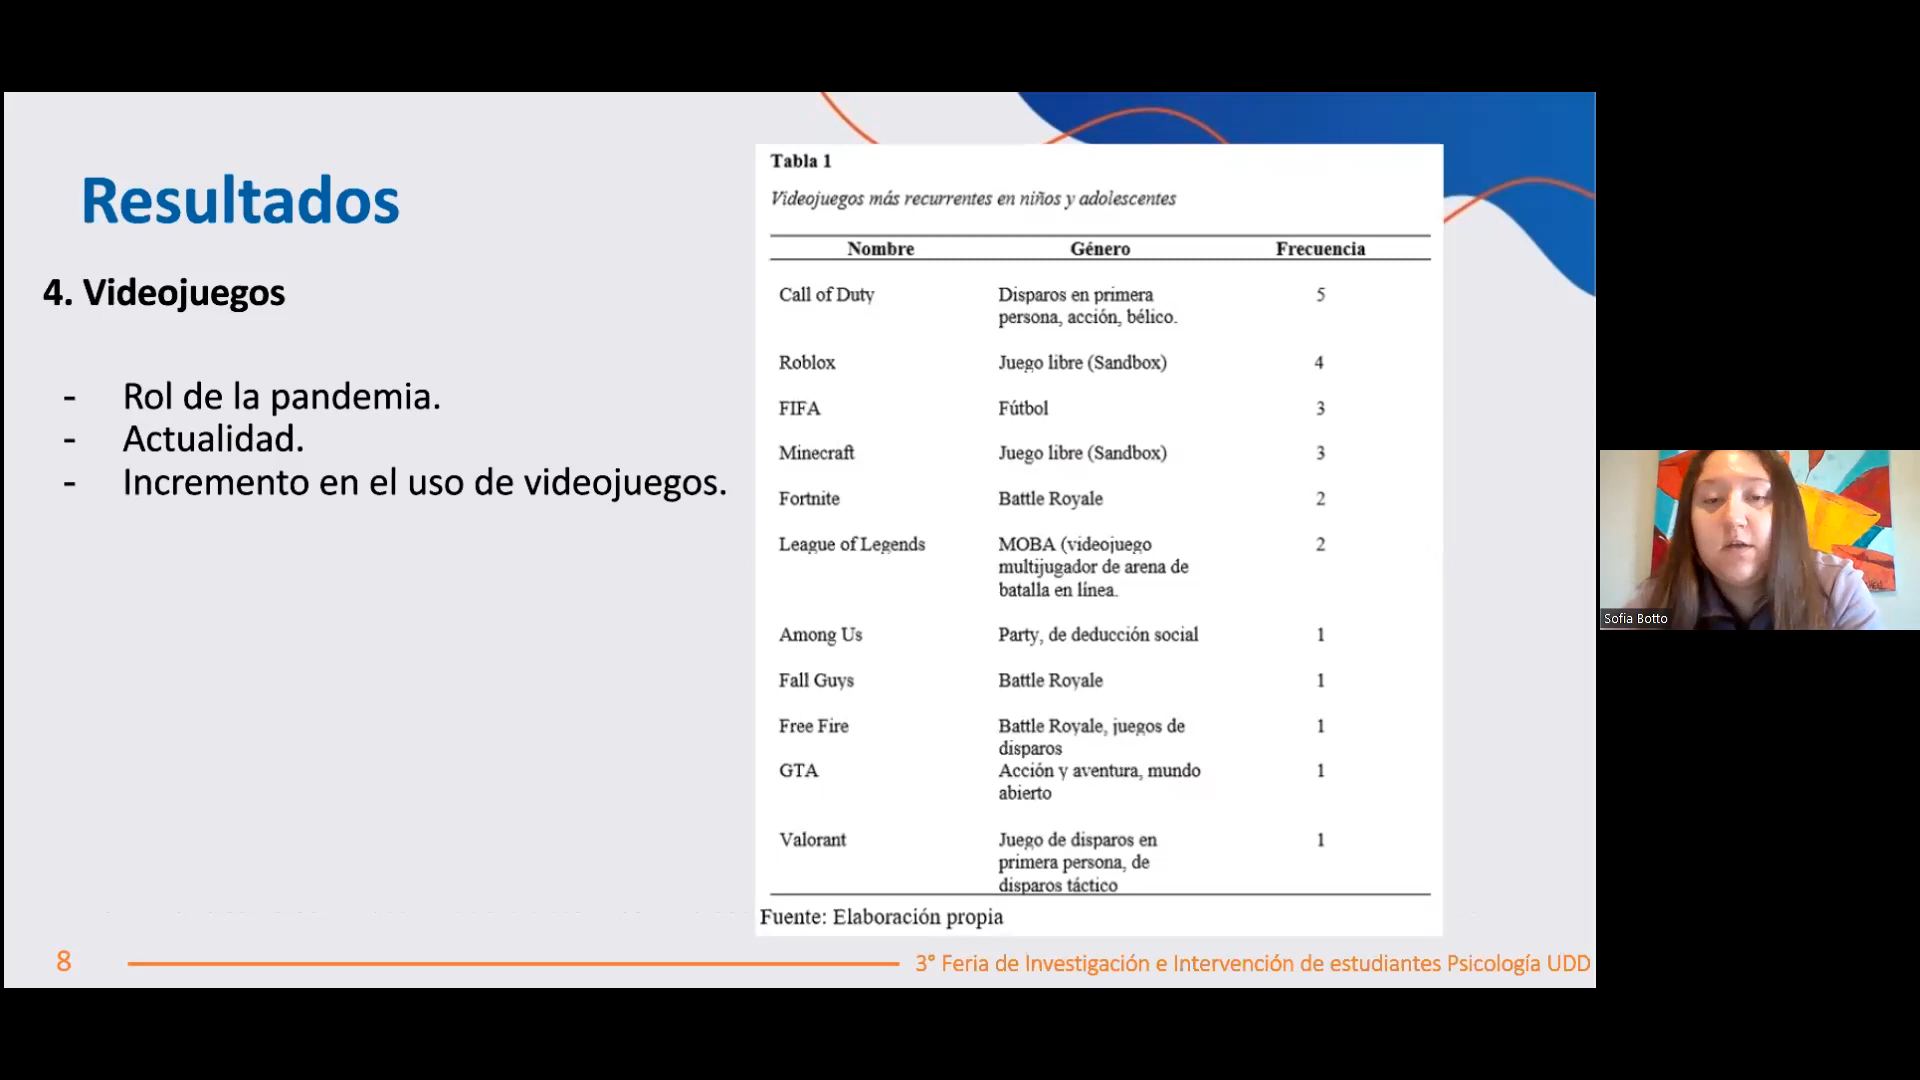 Resultados
4. Videojuegos
- Rol de la pandemia.
- Actualidad.
- Incremento en el uso de videojuegos.
Tabla 1
Videojuegos más recurrentes en niños y adolescentes
Nombre Género Frecuencia
Call of Duty Disparos en primera 5
persona, acción, bélico.
Roblox Juego libre (Sandbox) 4
FIFA Fútbol 3
Minecraft Juego libre (Sandbox) 3
Fortnite Battle Royale 2
League of Legends MOBA (videojuego 2
multijugador de arena de
batalla en línea.
Among Us Party, de deducción social 1
Fall Guys Battle Royale 1
Free Fire Battle Royale, juegos de 1
disparos
GTA Acción y aventura, mundo 1
abierto
Valorant Juego de disparos en 1
primera persona, de
disparos táctico
Fuente: Elaboración propia
8
3° Feria de Investigación e Intervención de estudiantes Psicología UDD
Sofia Botto